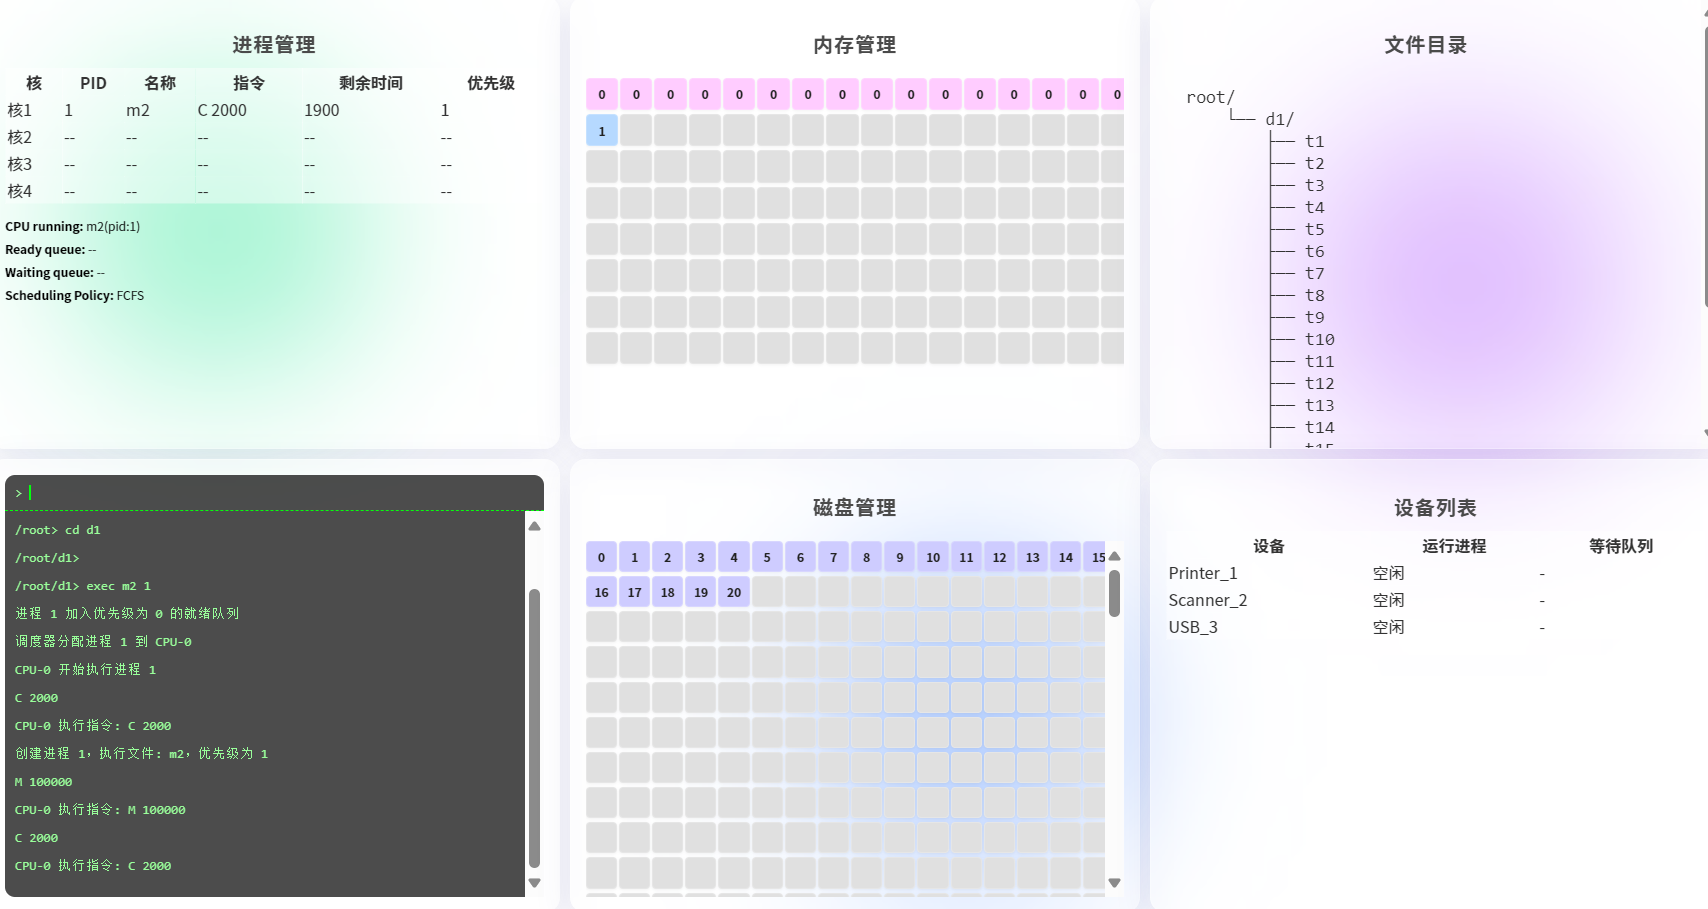 进程管理
核 PID 名称 指令 剩余时间 优先级
核1 1 m2 C 2000 1900 1
核2 -- -- -- -- --
核3 -- -- -- -- --
核4 -- -- -- -- --
CPU running: m2(pid:1)
Ready queue: --
Waiting queue: --
Scheduling Policy: FCFS
内存管理
0 0 0 0 0 0 0 0 0 0 0 0 0 0 0 0
1
文件目录
root/
└── d1/
├── t1
├── t2
├── t3
├── t4
├── t5
├── t6
├── t7
├── t8
├── t9
├── t10
├── t11
├── t12
├── t13
├── t14
├── t15
>
/root> cd d1
/root/d1>
/root/d1> exec m2 1
进程 1 加入优先级为 0 的就绪队列
调度器分配进程 1 到 CPU-0
CPU-0 开始执行进程 1
C 2000
CPU-0 执行指令: C 2000
创建进程 1，执行文件: m2，优先级为 1
M 100000
CPU-0 执行指令: M 100000
C 2000
CPU-0 执行指令: C 2000
磁盘管理
0 1 2 3 4 5 6 7 8 9 10 11 12 13 14 15
16 17 18 19 20
设备列表
设备 运行进程 等待队列
Printer_1 空闲 -
Scanner_2 空闲 -
USB_3 空闲 -